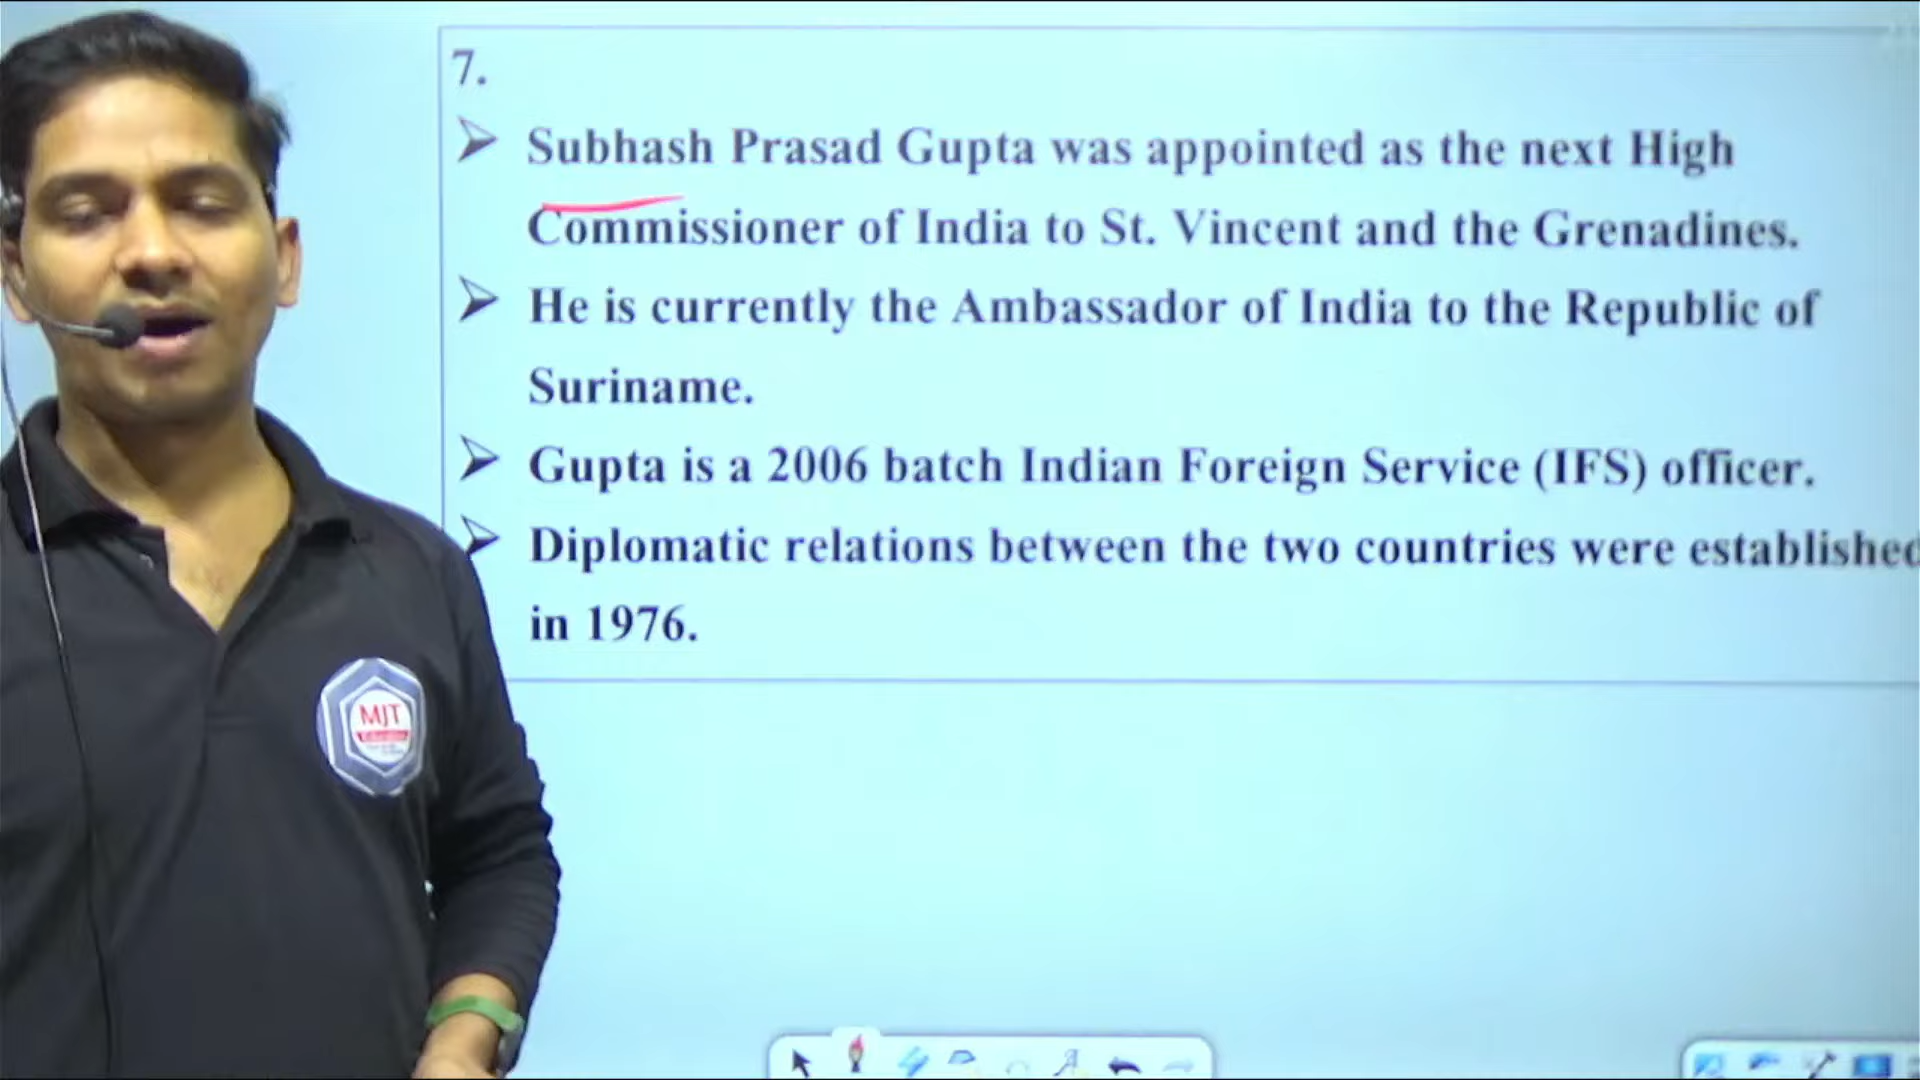 7.
➢ Subhash Prasad Gupta was appointed as the next High
Commissioner of India to St. Vincent and the Grenadines.
➢ He is currently the Ambassador of India to the Republic of
Suriname.
➢ Gupta is a 2006 batch Indian Foreign Service (IFS) officer.
➢ Diplomatic relations between the two countries were established
in 1976.
MJT